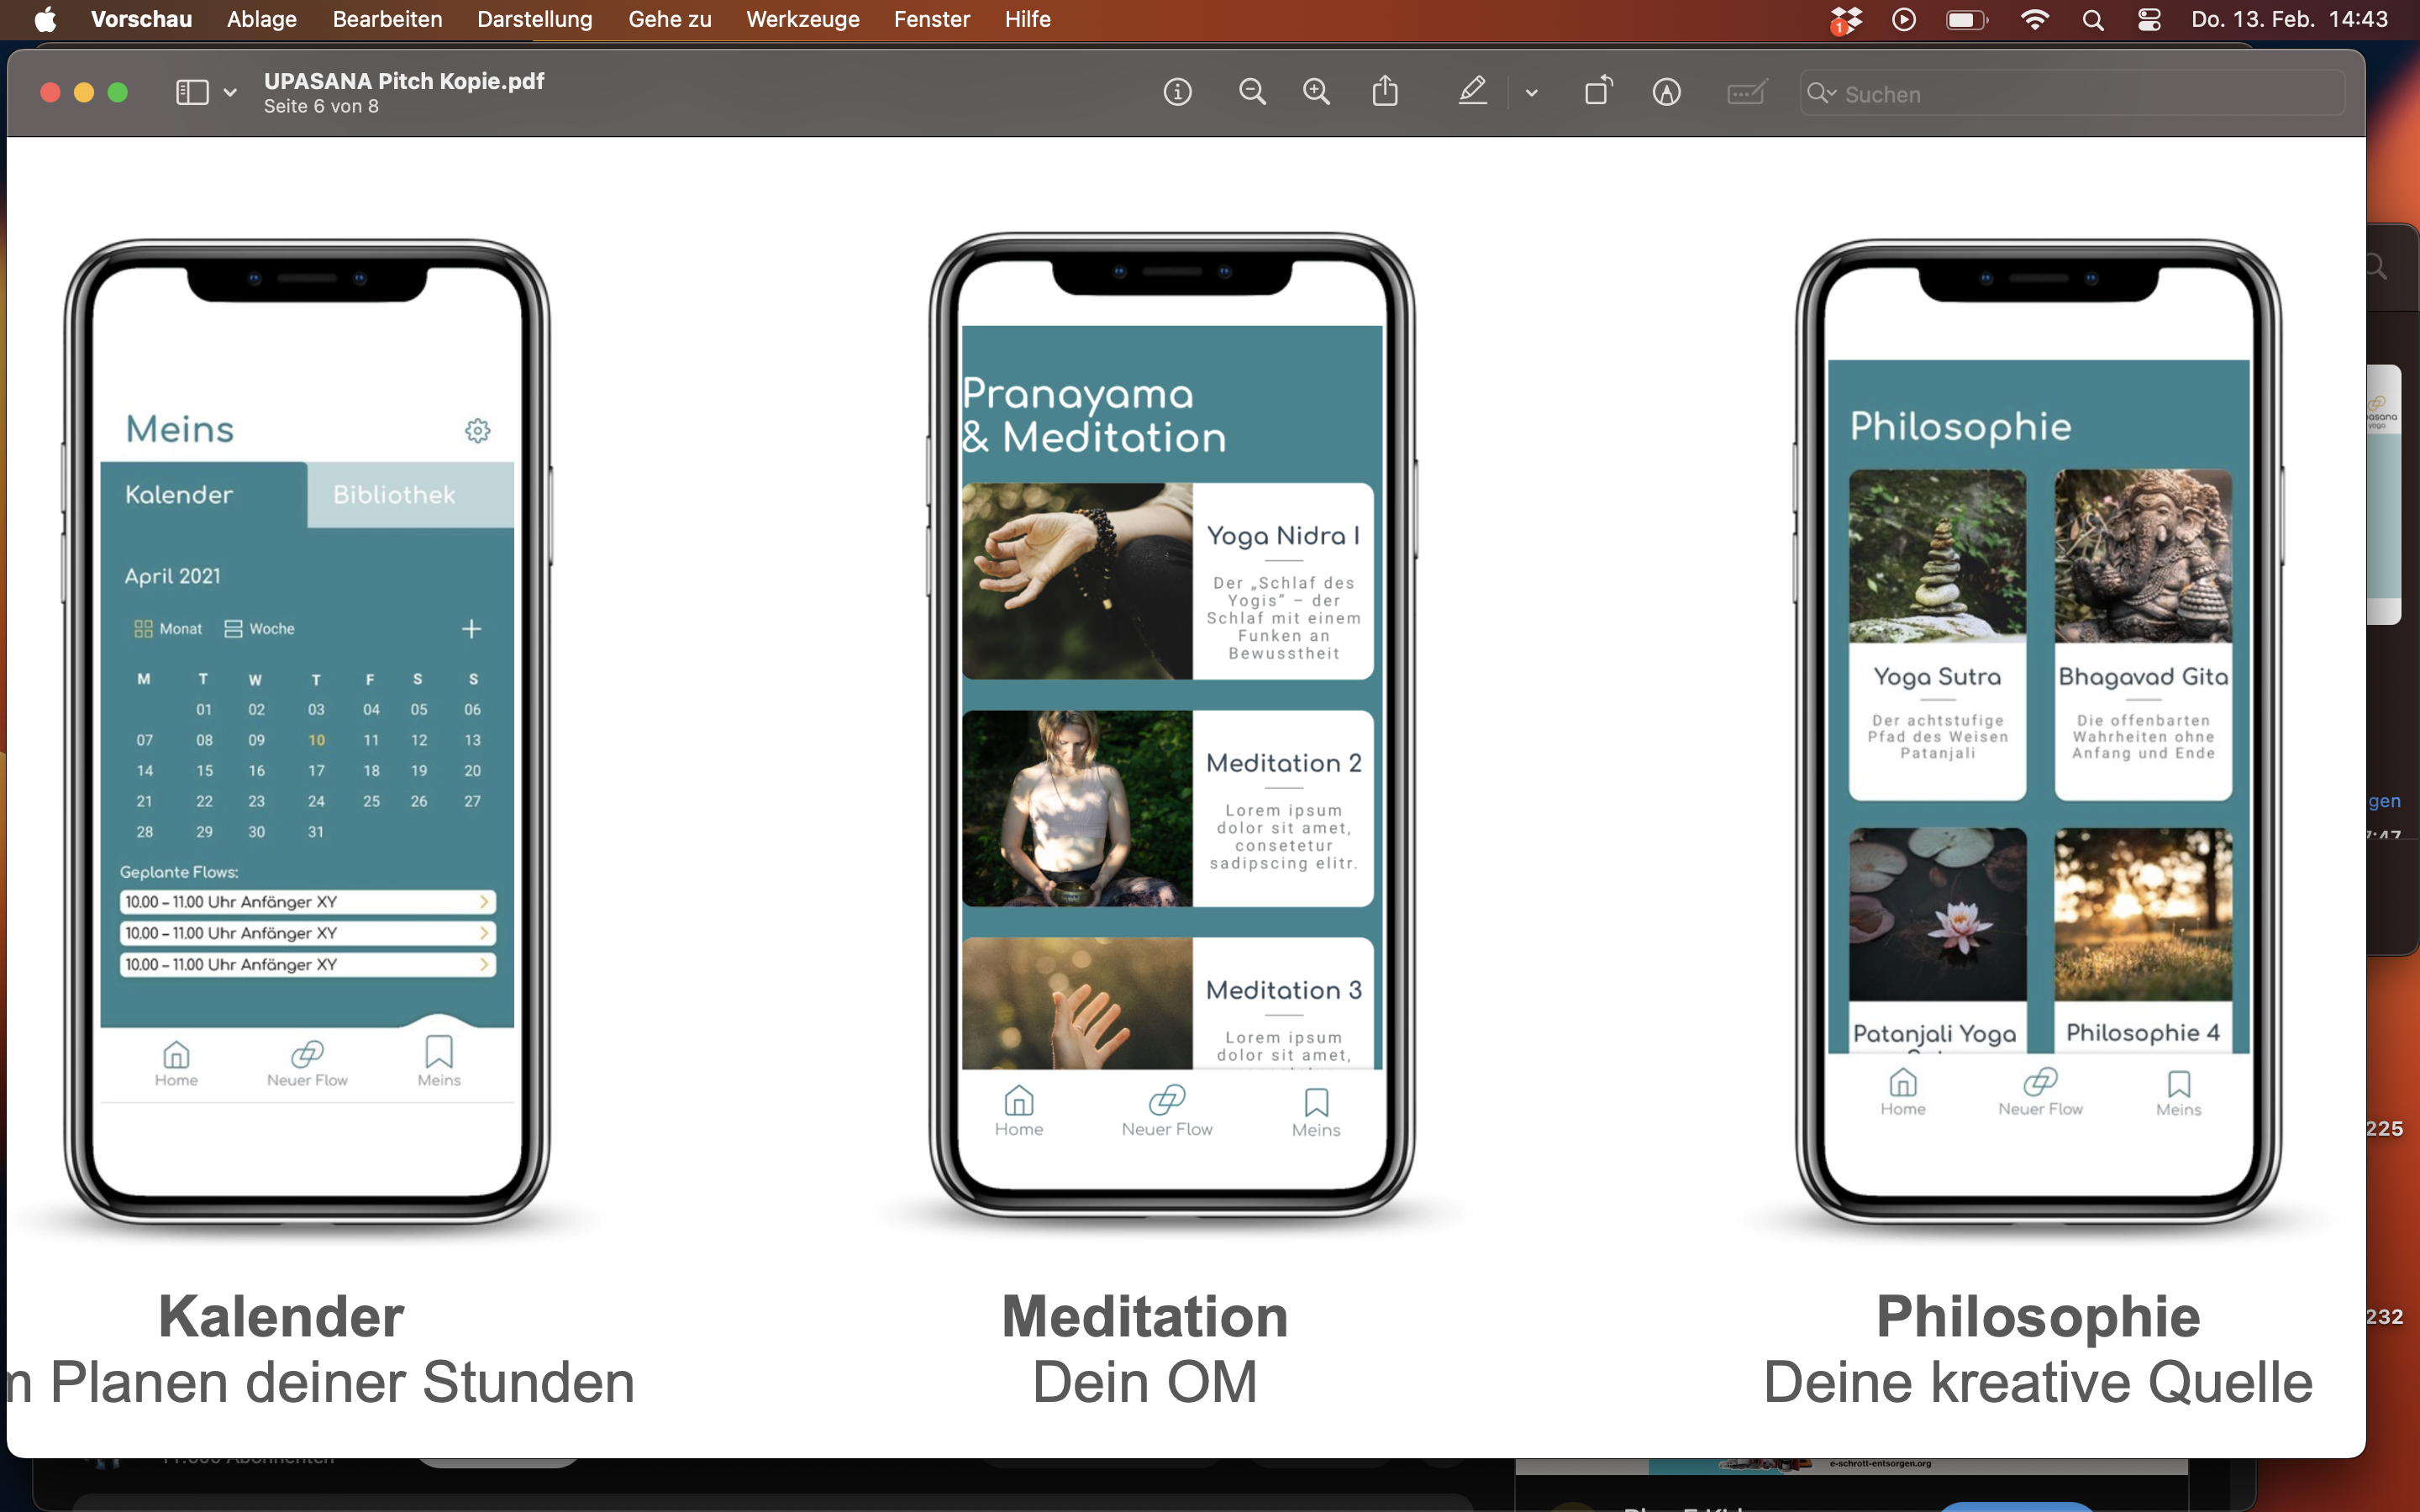 Vorschau Ablage Bearbeiten Darstellung Gehe zu Werkzeuge Fenster Hilfe
1
Do. 13. Feb. 14:43
UPASANA Pitch Kopie.pdf
Seite 6 von 8
Suchen
Meins
Kalender Bibliothek
April 2021
Monat Woche
M T W T F S S
01 02 03 04 05 06
07 08 09 10 11 12 13
14 15 16 17 18 19 20
21 22 23 24 25 26 27
28 29 30 31
Geplante Flows:
10.00 – 11.00 Uhr Anfänger XY
10.00 – 11.00 Uhr Anfänger XY
10.00 – 11.00 Uhr Anfänger XY
Home Neuer Flow Meins
Kalender
n Planen deiner Stunden
Pranayama
& Meditation
Yoga Nidra I
Der „Schlaf des
Yogis“ – der
Schlaf mit einem
Funken an
Bewusstheit
Meditation 2
Lorem ipsum
dolor sit amet,
consetetur
sadipscing elitr.
Meditation 3
Lorem ipsum
dolor sit amet,
Home Neuer Flow Meins
Meditation
Dein OM
Philosophie
Yoga Sutra
Der achtstufige
Pfad des Weisen
Patanjali
Bhagavad Gita
Die offenbarten
Wahrheiten ohne
Anfang und Ende
Patanjali Yoga
Philosophie 4
Home Neuer Flow Meins
Philosophie
Deine kreative Quelle
asana
yoga
gen
225
232
e-schrott-entsorgen.org